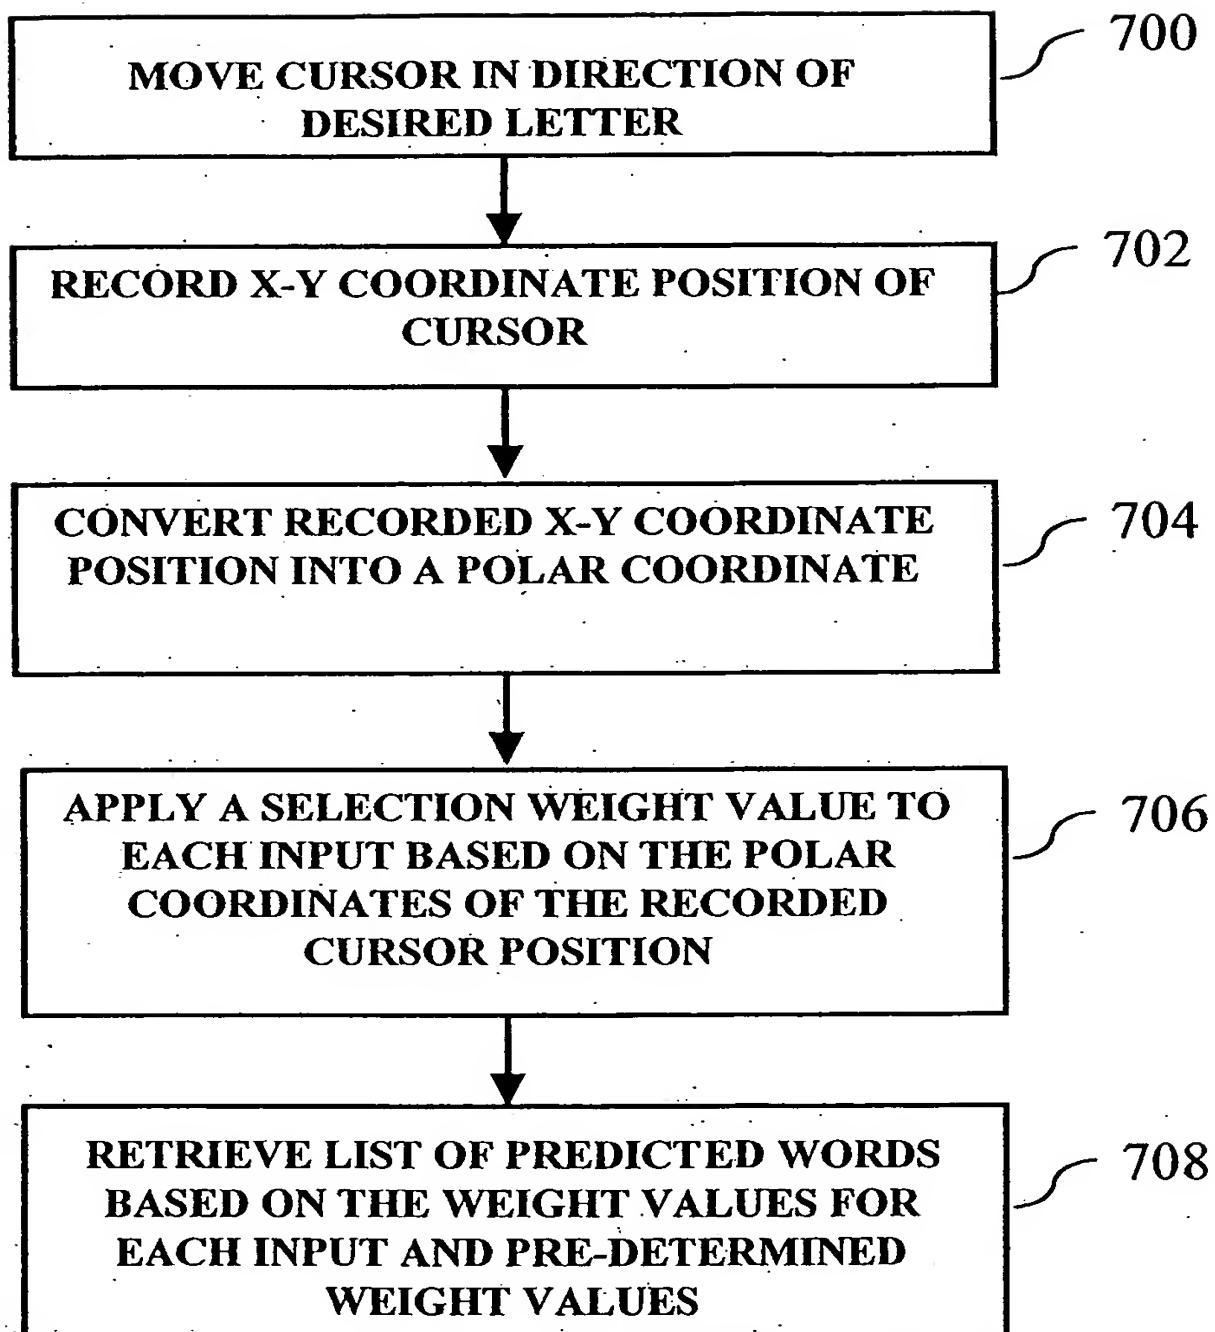 700
MOVE CURSOR IN DIRECTION OF
DESIRED LETTER
702
RECORD X-Y COORDINATE POSITION OF
CURSOR
704
CONVERT RECORDED X-Y COORDINATE
POSITION INTO A POLAR COORDINATE
706
APPLY A SELECTION WEIGHT VALUE TO
EACH INPUT BASED ON THE POLAR
COORDINATES OF THE RECORDED
CURSOR POSITION
708
RETRIEVE LIST OF PREDICTED WORDS
BASED ON THE WEIGHT VALUES FOR
EACH INPUT AND PRE-DETERMINED
WEIGHT VALUES